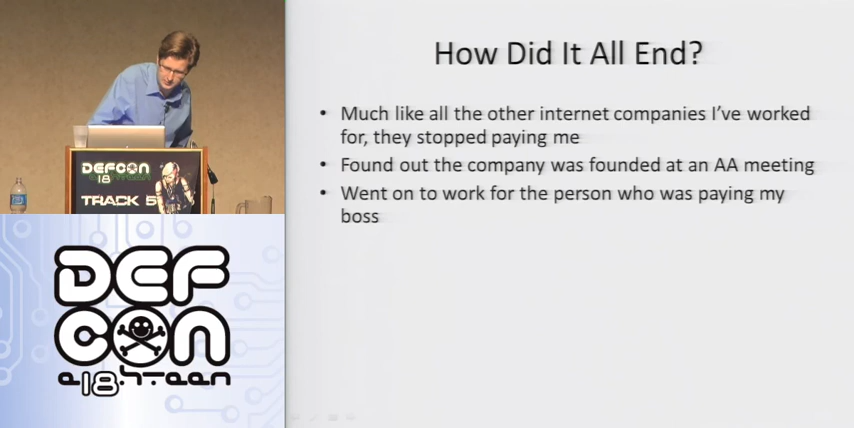 How Did It All End?
• Much like all the other internet companies I've worked
for, they stopped paying me
• Found out the company was founded at an AA meeting
• Went on to work for the person who was paying my
boss
DEFCON
18
TRACK 5
DEF
CON
e18hteen